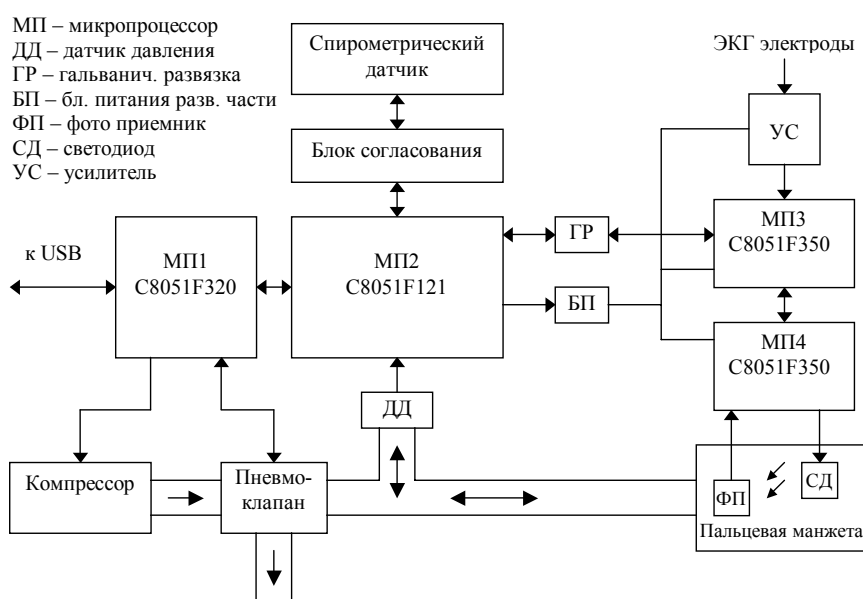 МП – микропроцессор
ДД – датчик давления
ГР – гальванич. развязка
БП – бл. питания разв. части
ФП – фото приемник
СД – светодиод
УС – усилитель
Спирометрический
датчик
ЭКГ электроды
УС
Блок согласования
к USB
МП1
C8051F320
МП2
C8051F121
ГР
БП
МП3
C8051F350
МП4
C8051F350
ДД
Компрессор
Пневмо-
клапан
ФП
СД
Пальцевая манжета